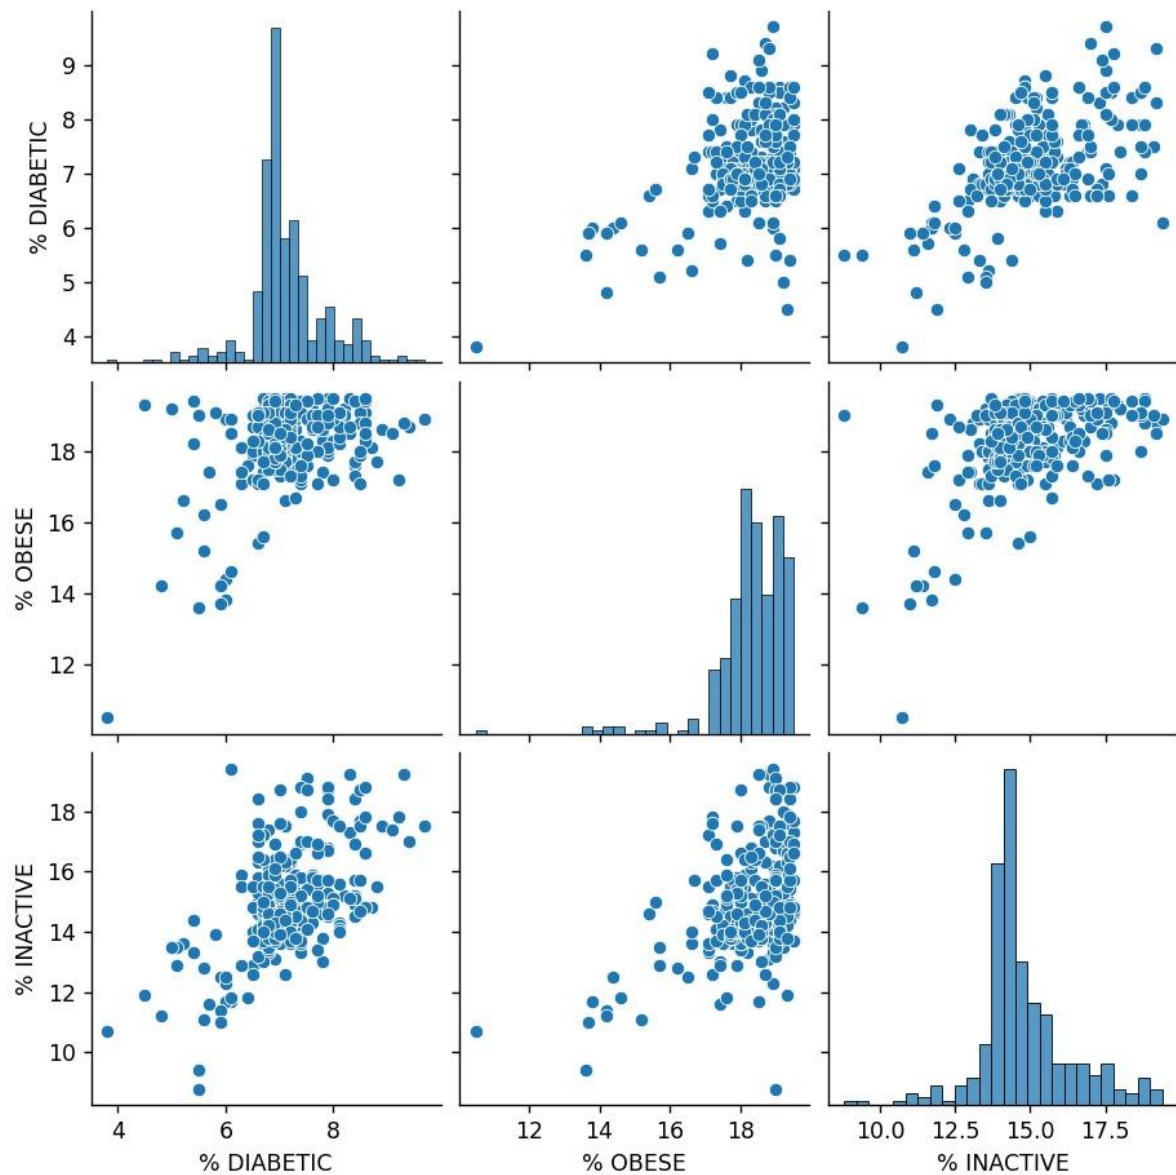 9
8
7
6
5
4
% DIABETIC
18
16
14
12
% OBESE
18
16
14
12
10
% INACTIVE
4 6 8
12 14 16 18
10.0 12.5 15.0 17.5
% DIABETIC
% OBESE
% INACTIVE